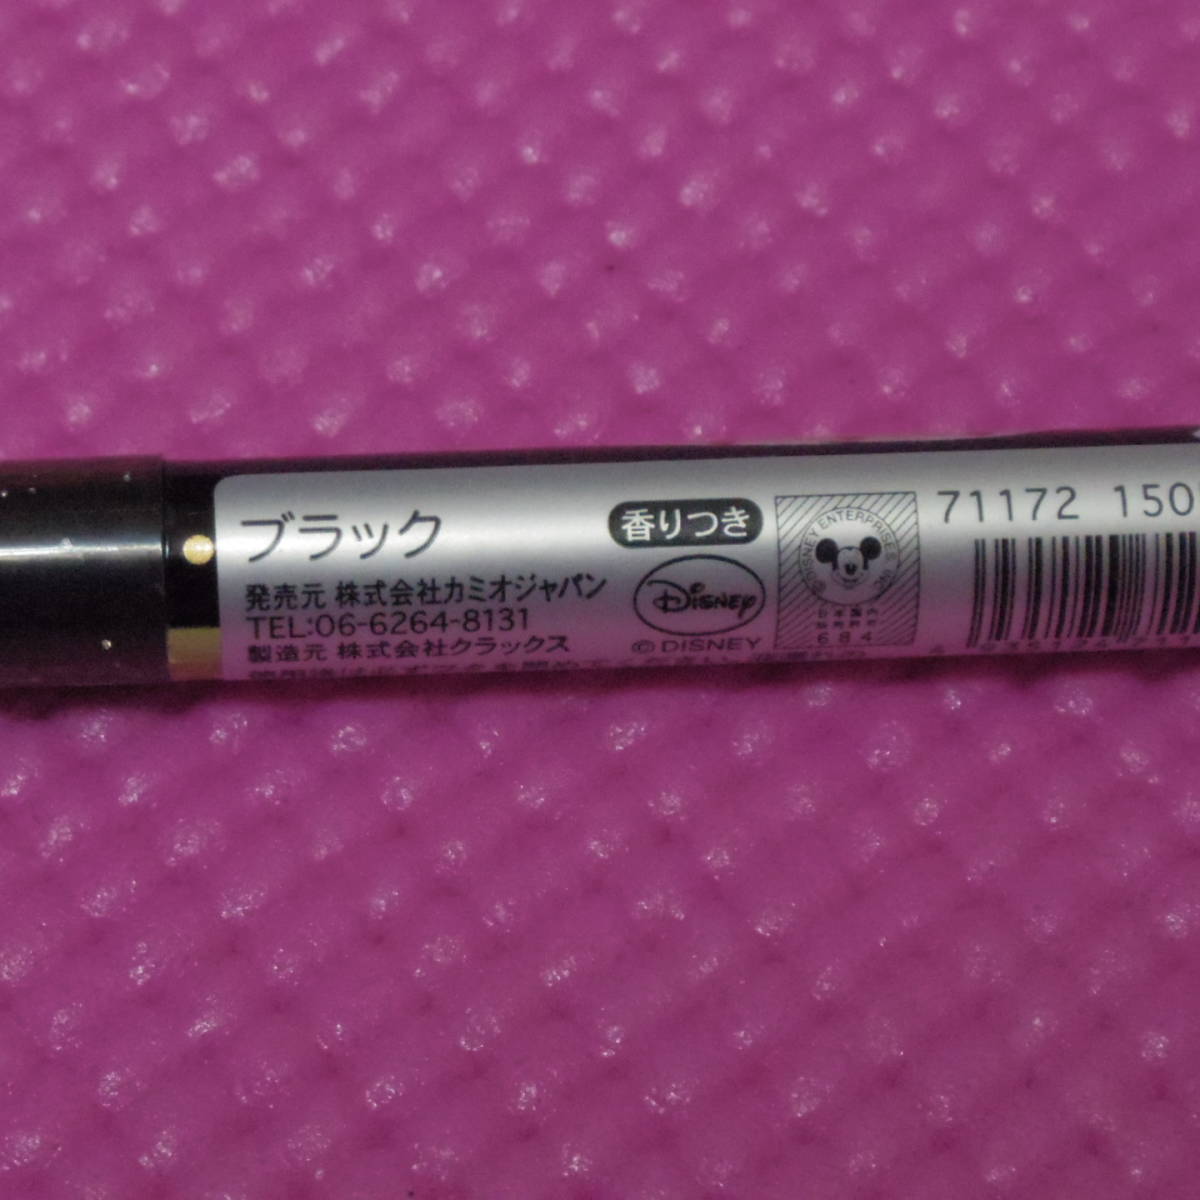 ブラック
発売元 株式会社カミオジャパン
TEL:06-6264-8131
製造元 株式会社クラックス
香りつき
Disney
©DISNEY
©DISNEY ENTERPRISES INC.
684
71172 150